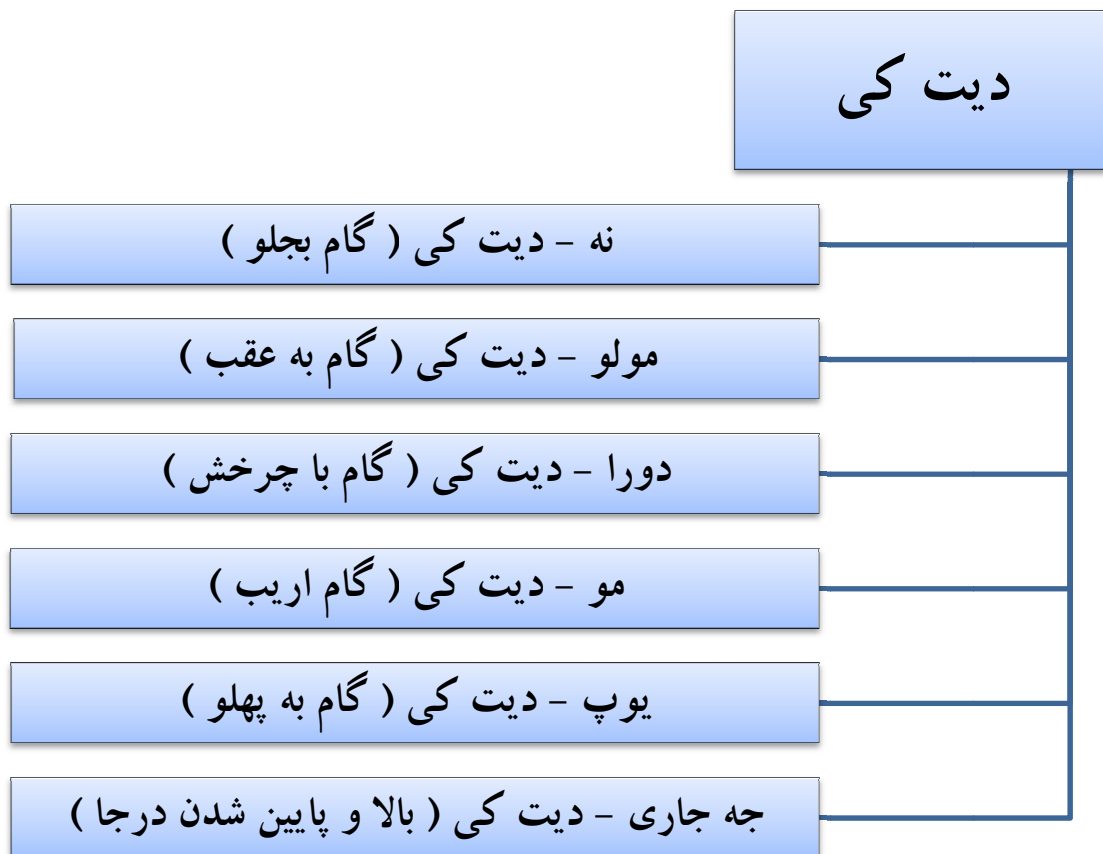 دیت کی
نه - دیت کی ( گام بجلو )
مولو - دیت کی ( گام به عقب )
دورا - دیت کی ( گام با چرخش )
مو - دیت کی ( گام اریب )
یوپ - دیت کی ( گام به پهلو )
جه جاری - دیت کی ( بالا و پایین شدن درجا )